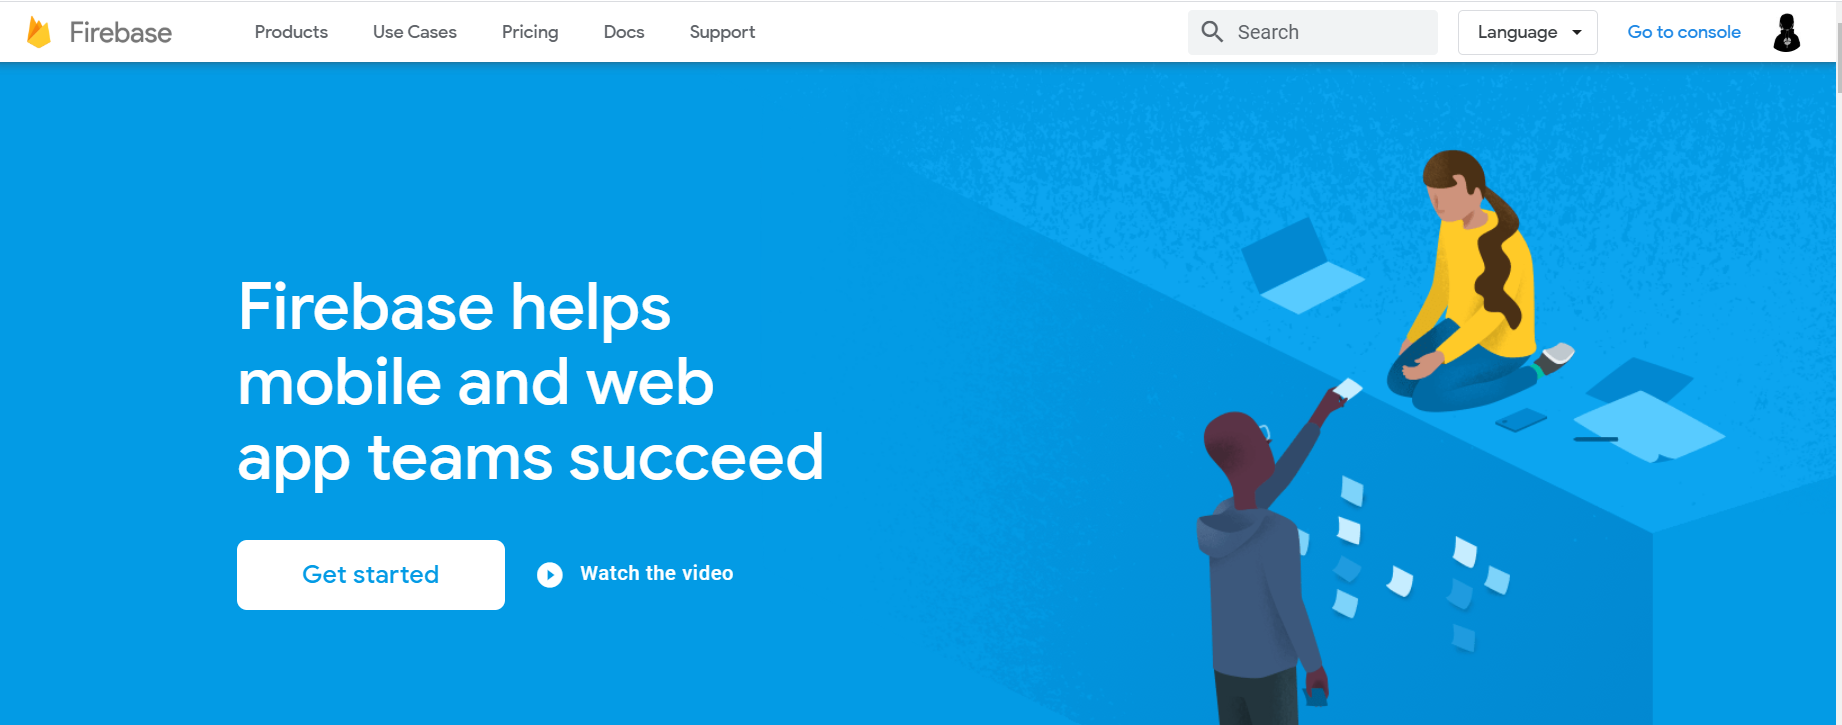 Firebase
Products
Use Cases
Pricing
Docs
Support
Search
Language
Go to console
Firebase helps
mobile and web
app teams succeed
Get started
Watch the video